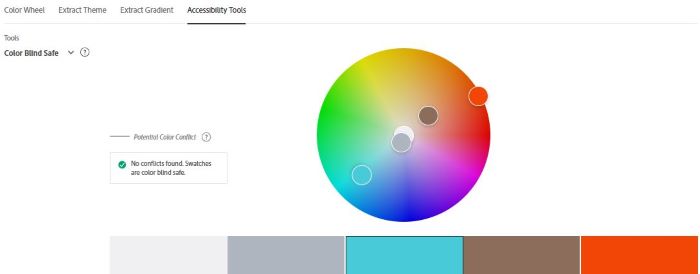 Color Wheel Extract Theme Extract Gradient Accessibility Tools
Tools
Color Blind Safe ?
Potential Color Conflict ?
No conflicts found. Swatches
are color blind safe.